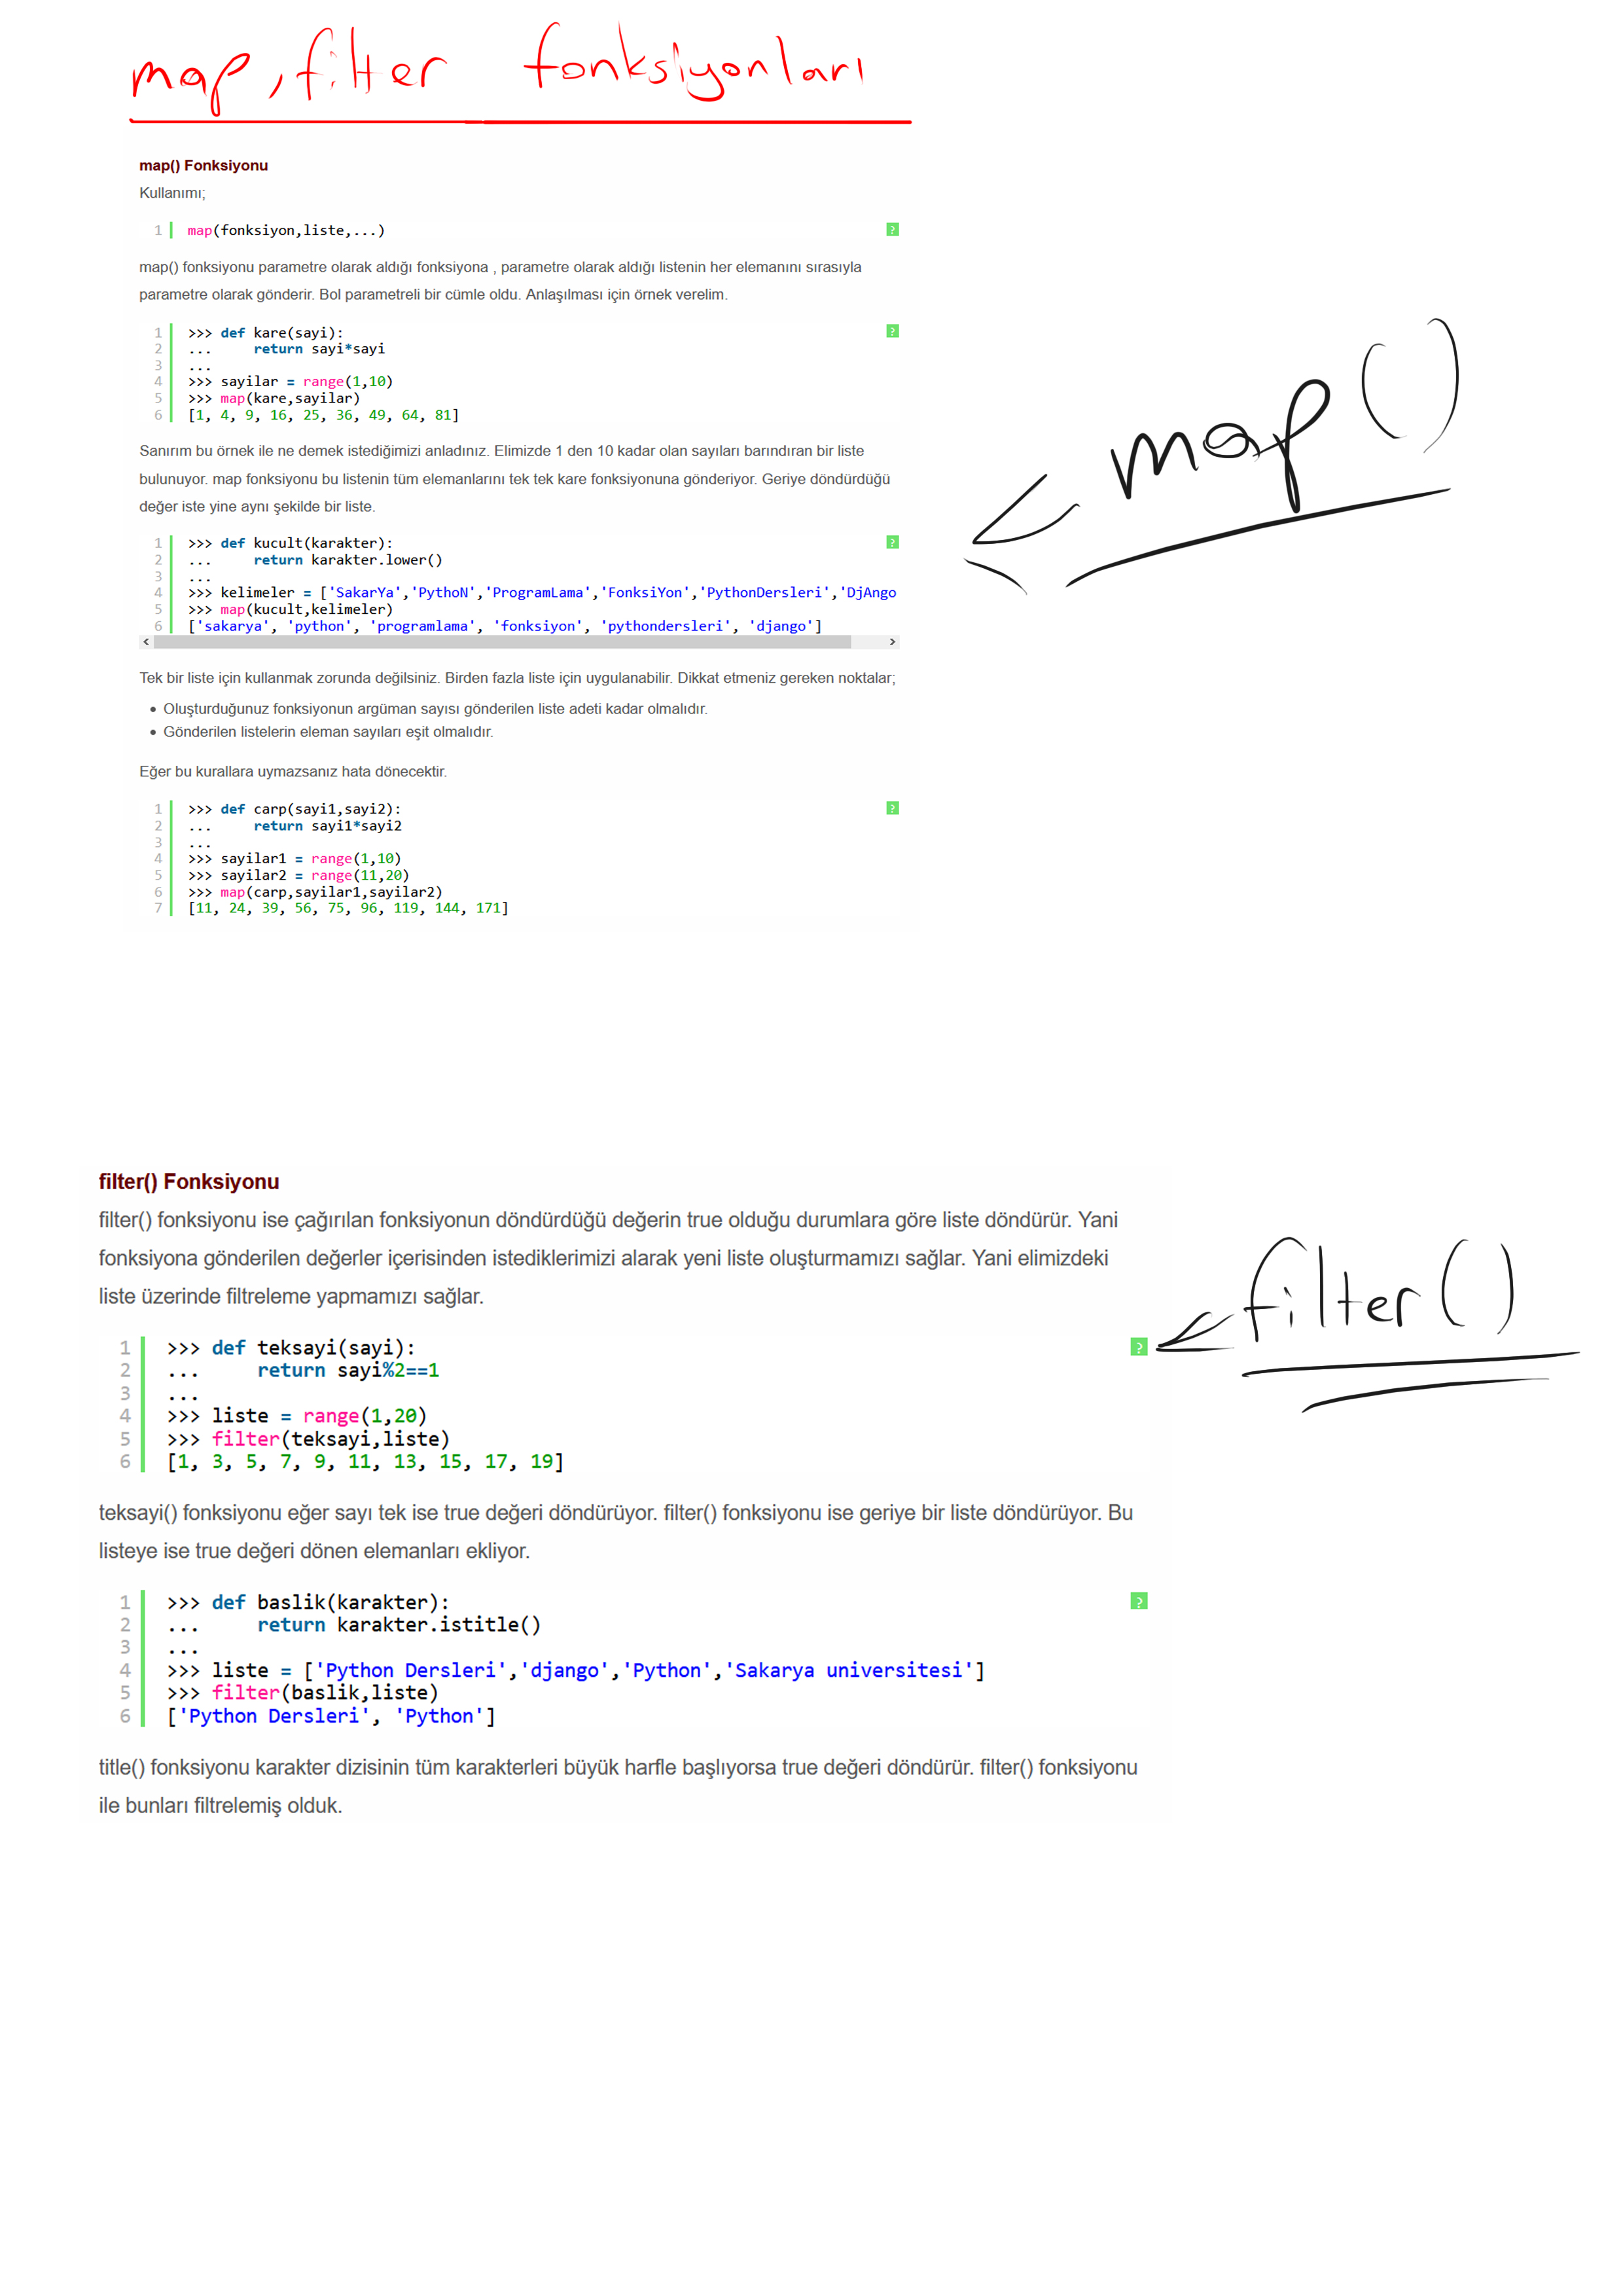 map, filter fonksiyonları
map() Fonksiyonu
Kullanımı;
1 map(fonksiyon,liste,...)
map() fonksiyonu parametre olarak aldığı fonksiyona , parametre olarak aldığı listenin her elemanını sırasıyla
parametre olarak gönderir. Bol parametreli bir cümle oldu. Anlaşılması için örnek verelim.
1 >>> def kare(sayi):
2 ...     return sayi*sayi
3 ...
4 >>> sayilar = range(1,10)
5 >>> map(kare,sayilar)
6 [1, 4, 9, 16, 25, 36, 49, 64, 81]
map()
Sanırım bu örnek ile ne demek istediğimizi anladınız. Elimizde 1 den 10 kadar olan sayıları barındıran bir liste
bulunuyor. map fonksiyonu bu listenin tüm elemanlarını tek tek kare fonksiyonuna gönderiyor. Geriye döndürdüğü
değer iste yine aynı şekilde bir liste.
1 >>> def kucult(karakter):
2 ...     return karakter.lower()
3 ...
4 >>> kelimeler = ['SakarYa','PythoN','ProgramLama','FonksiYon','PythonDersleri','DjAngo
5 >>> map(kucult,kelimeler)
6 ['sakarya', 'python', 'programlama', 'fonksiyon', 'pythondersleri', 'django']
Tek bir liste için kullanmak zorunda değilsiniz. Birden fazla liste için uygulanabilir. Dikkat etmeniz gereken noktalar;
• Oluşturduğunuz fonksiyonun argüman sayısı gönderilen liste adeti kadar olmalıdır.
• Gönderilen listelerin eleman sayıları eşit olmalıdır.
Eğer bu kurallara uymazsanız hata dönecektir.
1 >>> def carp(sayi1,sayi2):
2 ...     return sayi1*sayi2
3 ...
4 >>> sayilar1 = range(1,10)
5 >>> sayilar2 = range(11,20)
6 >>> map(carp,sayilar1,sayilar2)
7 [11, 24, 39, 56, 75, 96, 119, 144, 171]
filter() Fonksiyonu
filter() fonksiyonu ise çağırılan fonksiyonun döndürdüğü değerin true olduğu durumlara göre liste döndürür. Yani
fonksiyona gönderilen değerler içerisinden istediklerimizi alarak yeni liste oluşturmamızı sağlar. Yani elimizdeki
liste üzerinde filtreleme yapmamızı sağlar.
filter()
1 >>> def teksayi(sayi):
2 ...     return sayi%2==1
3 ...
4 >>> liste = range(1,20)
5 >>> filter(teksayi,liste)
6 [1, 3, 5, 7, 9, 11, 13, 15, 17, 19]
teksayi() fonksiyonu eğer sayı tek ise true değeri döndürüyor. filter() fonksiyonu ise geriye bir liste döndürüyor. Bu
listeye ise true değeri dönen elemanları ekliyor.
1 >>> def baslik(karakter):
2 ...     return karakter.istitle()
3 ...
4 >>> liste = ['Python Dersleri','django','Python','Sakarya universitesi']
5 >>> filter(baslik,liste)
6 ['Python Dersleri', 'Python']
title() fonksiyonu karakter dizisinin tüm karakterleri büyük harfle başlıyorsa true değeri döndürür. filter() fonksiyonu
ile bunları filtrelemiş olduk.